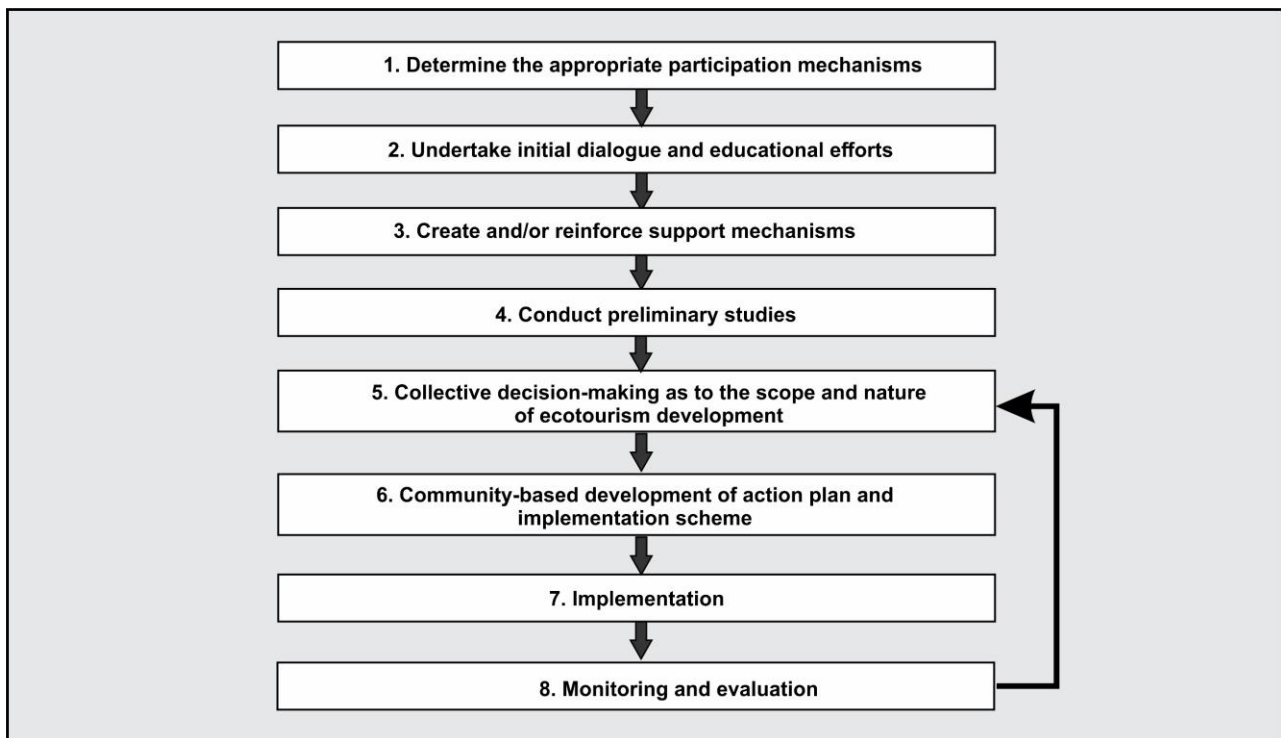 1. Determine the appropriate participation mechanisms
2. Undertake initial dialogue and educational efforts
3. Create and/or reinforce support mechanisms
4. Conduct preliminary studies
5. Collective decision-making as to the scope and nature
of ecotourism development
6. Community-based development of action plan and
implementation scheme
7. Implementation
8. Monitoring and evaluation